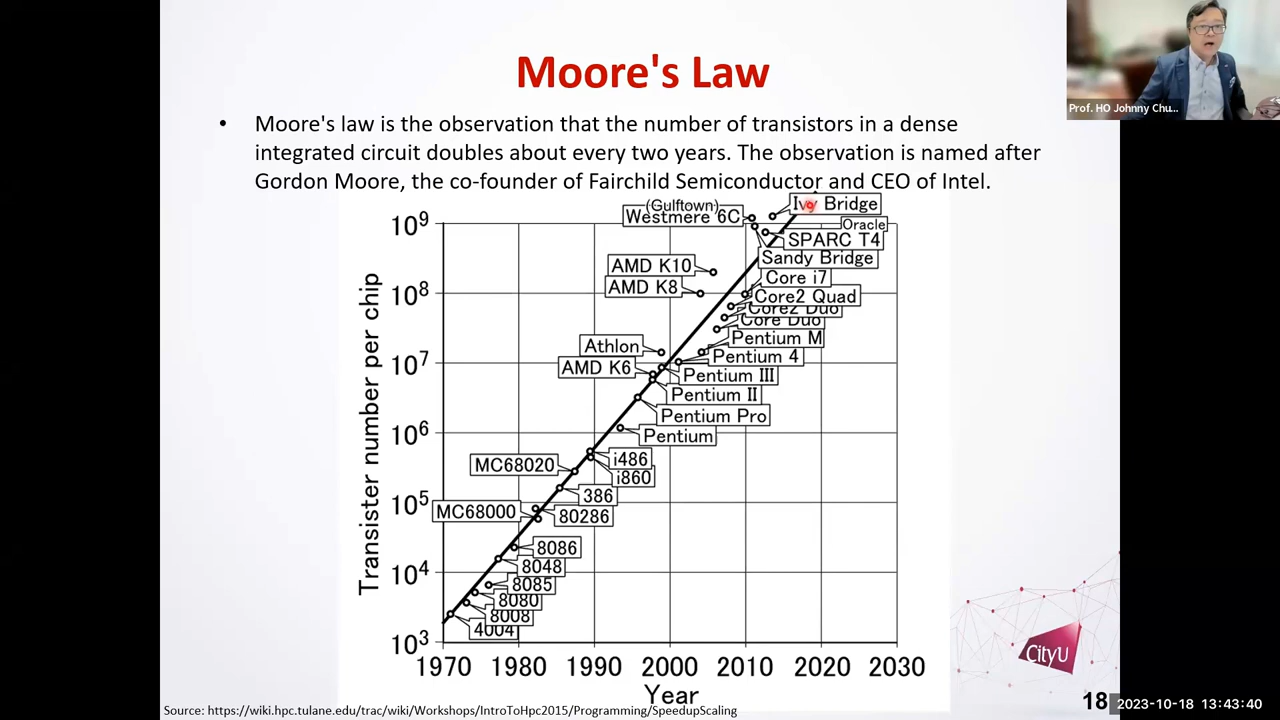 Moore's Law
Prof. HO Johnny Chu...
• Moore's law is the observation that the number of transistors in a dense
integrated circuit doubles about every two years. The observation is named after
Gordon Moore, the co-founder of Fairchild Semiconductor and CEO of Intel.
Transister number per chip
10⁹
10⁸
10⁷
10⁶
10⁵
10⁴
10³
(Gulftown)
Westmere 6C
Ivy Bridge
Oracle
SPARC T4
Sandy Bridge
AMD K10
Core i7
AMD K8
Core2 Quad
Core2 Duo
Core Duo
Pentium M
Athlon
Pentium 4
AMD K6
Pentium III
Pentium II
Pentium Pro
Pentium
i486
MC68020
i860
386
MC68000
80286
8086
8048
8085
8080
8008
4004
1970 1980 1990 2000 2010 2020 2030
Year
CityU
Source: https://wiki.hpc.tulane.edu/trac/wiki/Workshops/IntroToHpc2015/Programming/SpeedupScaling
18
2023-10-18 13:43:40